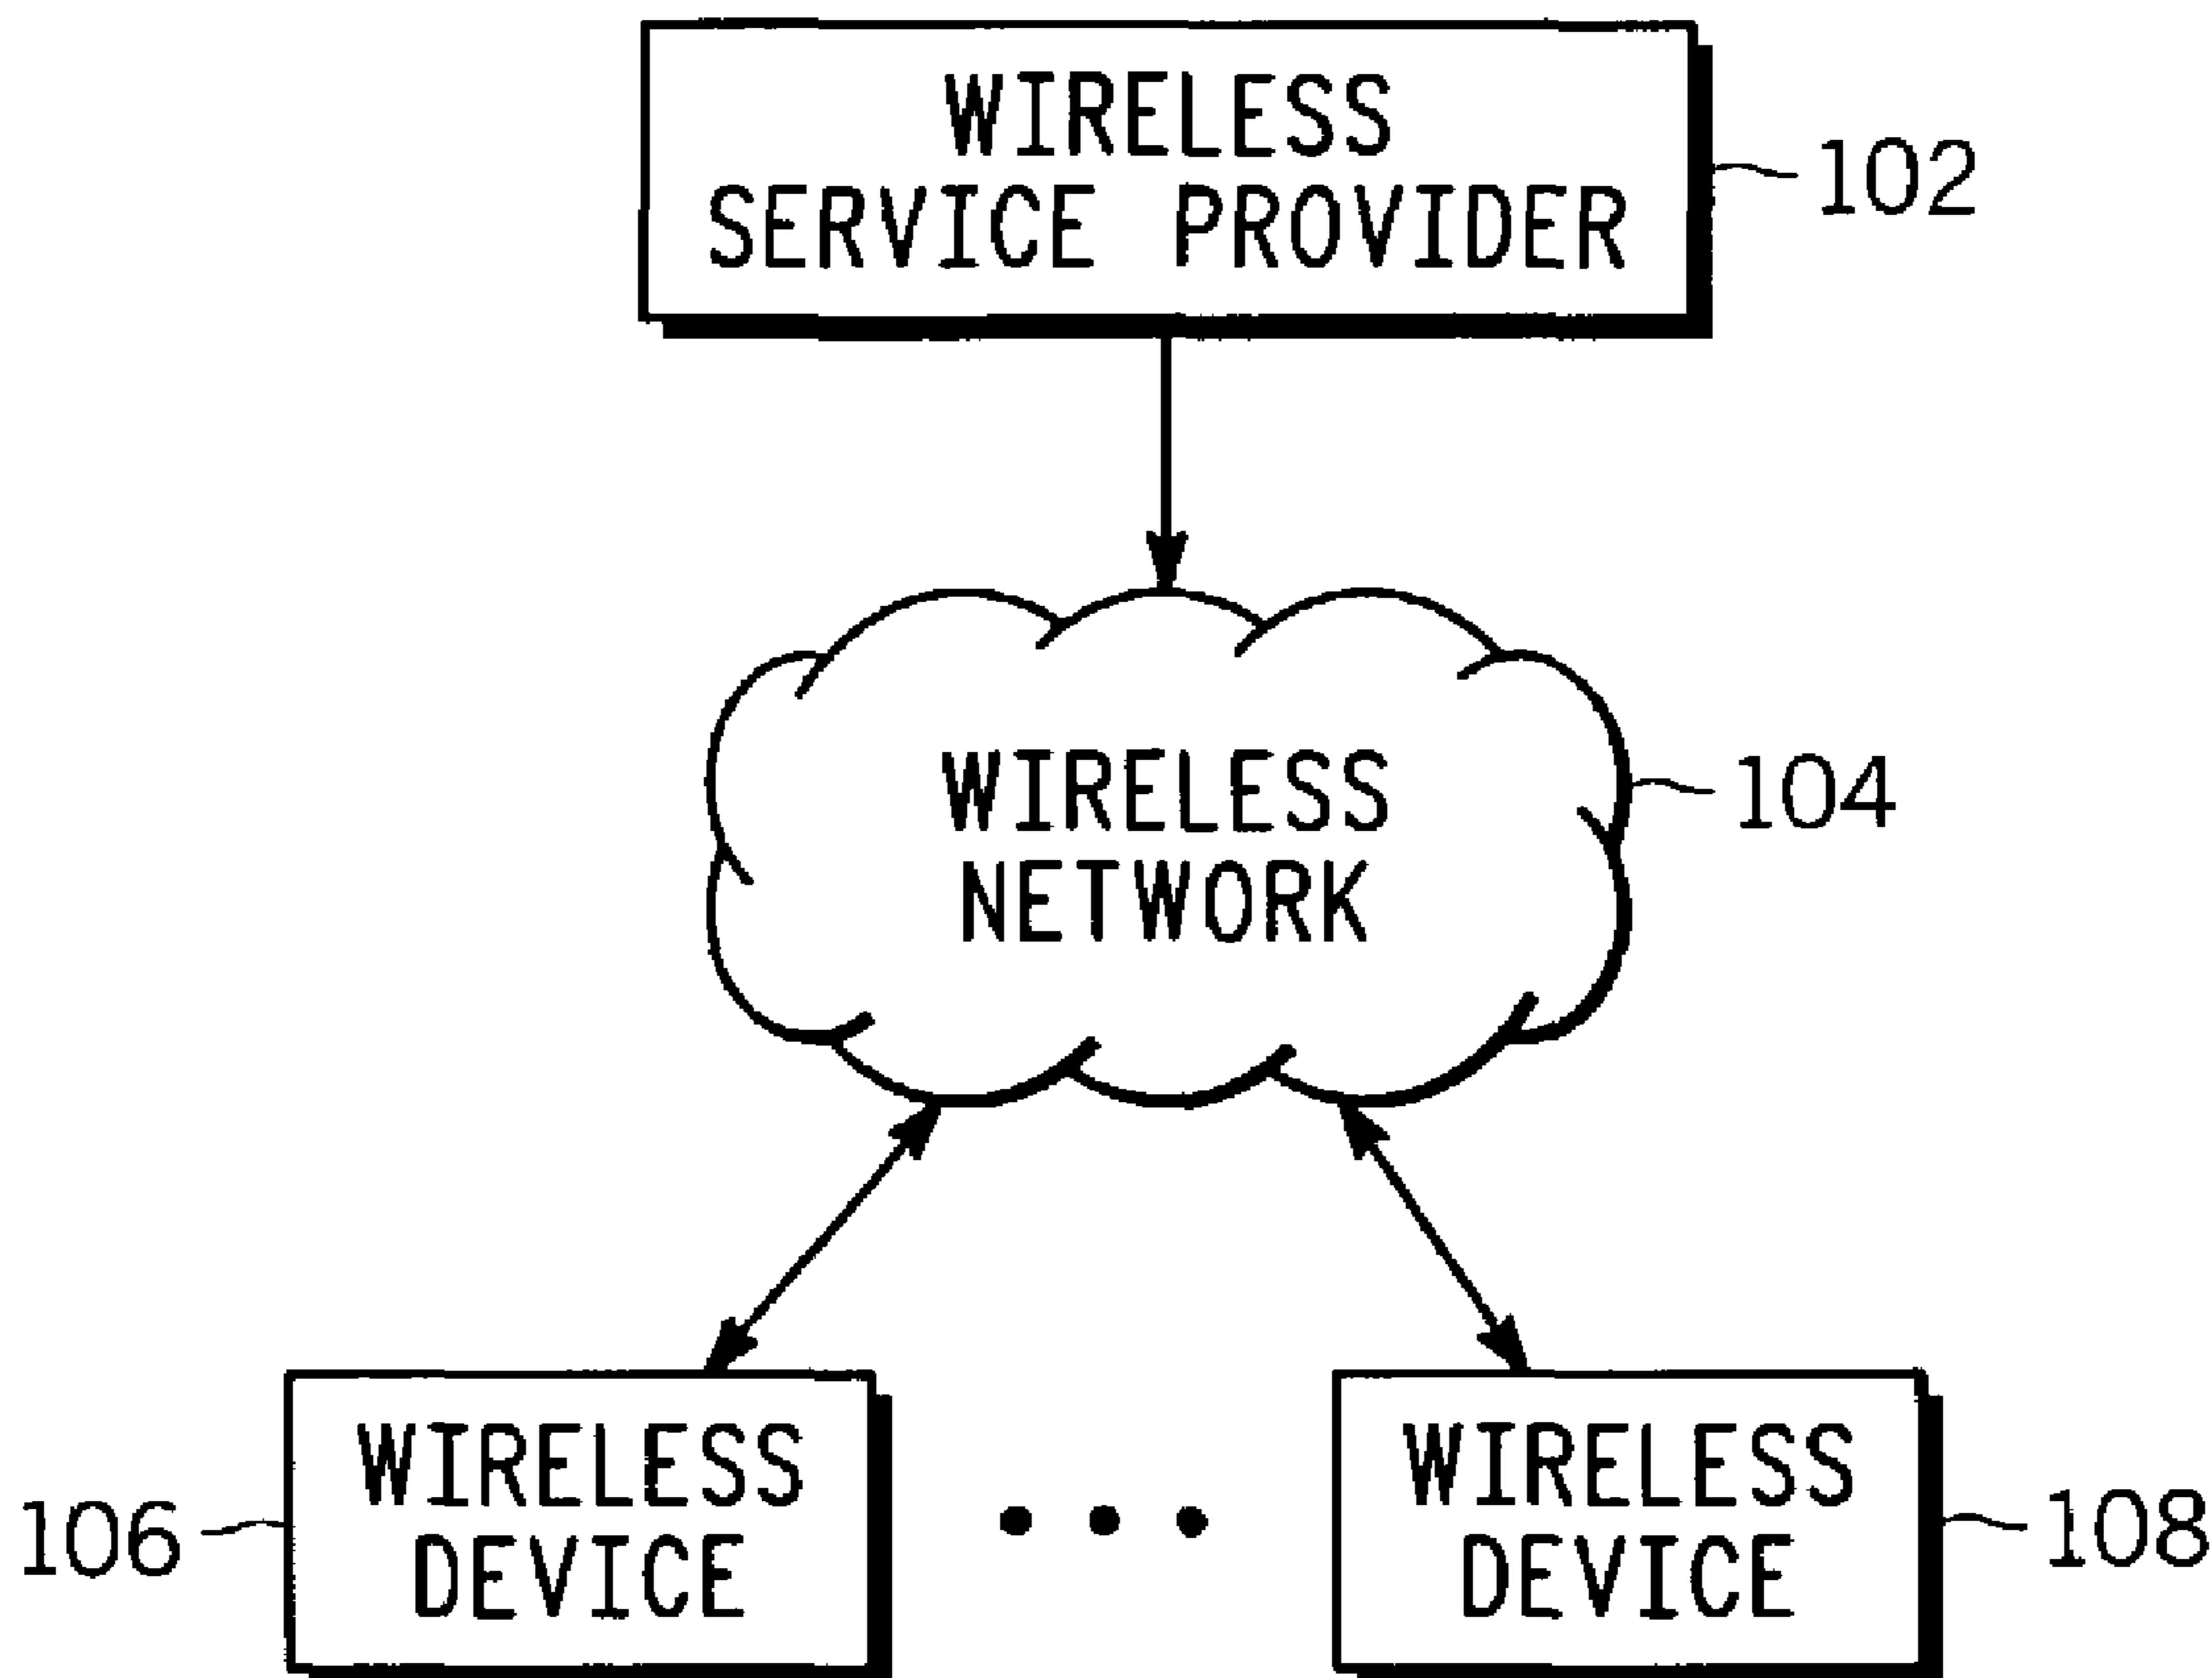 WIRELESS
SERVICE PROVIDER
102
WIRELESS
NETWORK
104
WIRELESS
DEVICE
106
WIRELESS
DEVICE
108